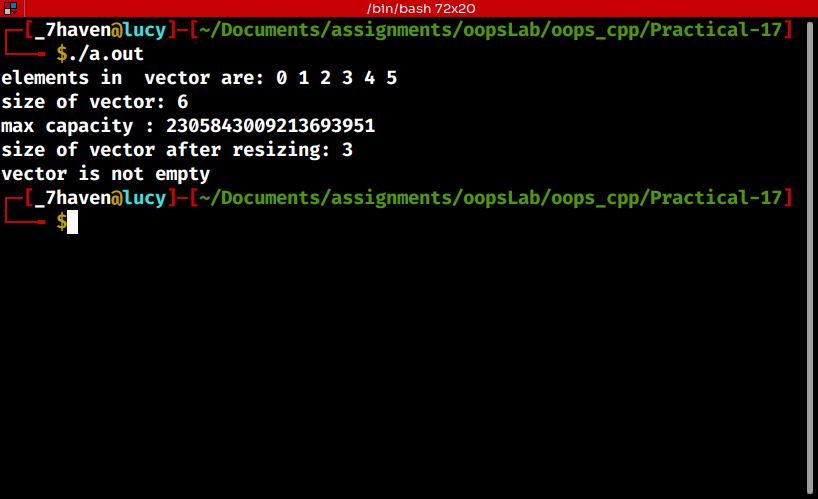 /bin/bash 72x20
┌─[_7haven@lucy]─[~/Documents/assignments/oopsLab/oops_cpp/Practical-17]
└──╼ $./a.out
elements in  vector are: 0 1 2 3 4 5
size of vector: 6
max capacity : 2305843009213693951
size of vector after resizing: 3
vector is not empty
┌─[_7haven@lucy]─[~/Documents/assignments/oopsLab/oops_cpp/Practical-17]
└──╼ $